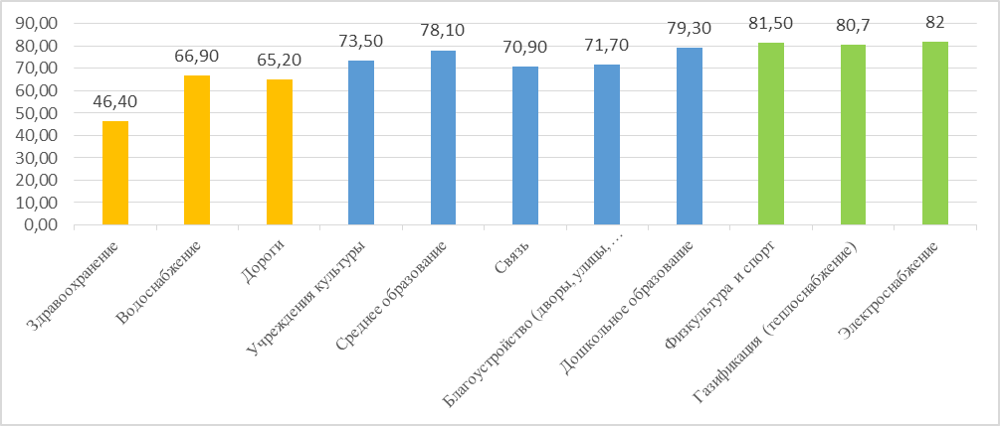 90,00
80,00
70,00
60,00
50,00
40,00
30,00
20,00
10,00
0,00
46,40
66,90
65,20
73,50
78,10
70,90
71,70
79,30
81,50
80,7
82
Здравоохранение
Водоснабжение
Дороги
Учреждения культуры
Среднее образование
Связь
Благоустройство (дворы, улицы,…
Дошкольное образование
Физкультура и спорт
Газификация (теплоснабжение)
Электроснабжение